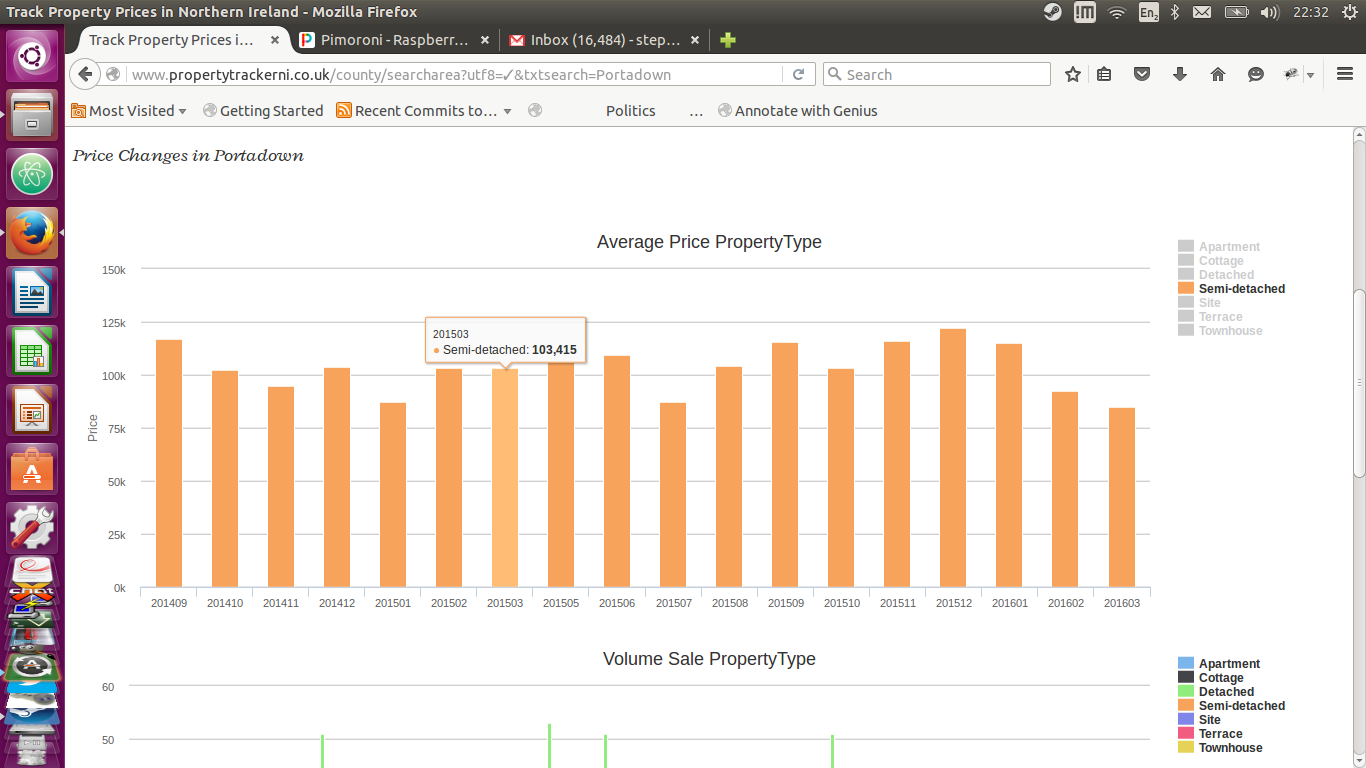 Track Property Prices in Northern Ireland - Mozilla Firefox
En2
22:32
Track Property Prices i...
Pimoroni - Raspberr...
Inbox (16,484) - step...
www.propertytrackerni.co.uk/county/searcharea?utf8=✓&txtsearch=Portadown
Search
Most Visited
Getting Started
Recent Commits to...
Politics
...
Annotate with Genius
Price Changes in Portadown
Average Price PropertyType
Apartment
Cottage
Detached
Semi-detached
Site
Terrace
Townhouse
150k
125k
100k
75k
50k
25k
0k
Price
201503
Semi-detached: 103,415
201409 201410 201411 201412 201501 201502 201503 201505 201506 201507 201508 201509 201510 201511 201512 201601 201602 201603
Volume Sale PropertyType
Apartment
Cottage
Detached
Semi-detached
Site
Terrace
Townhouse
60
50